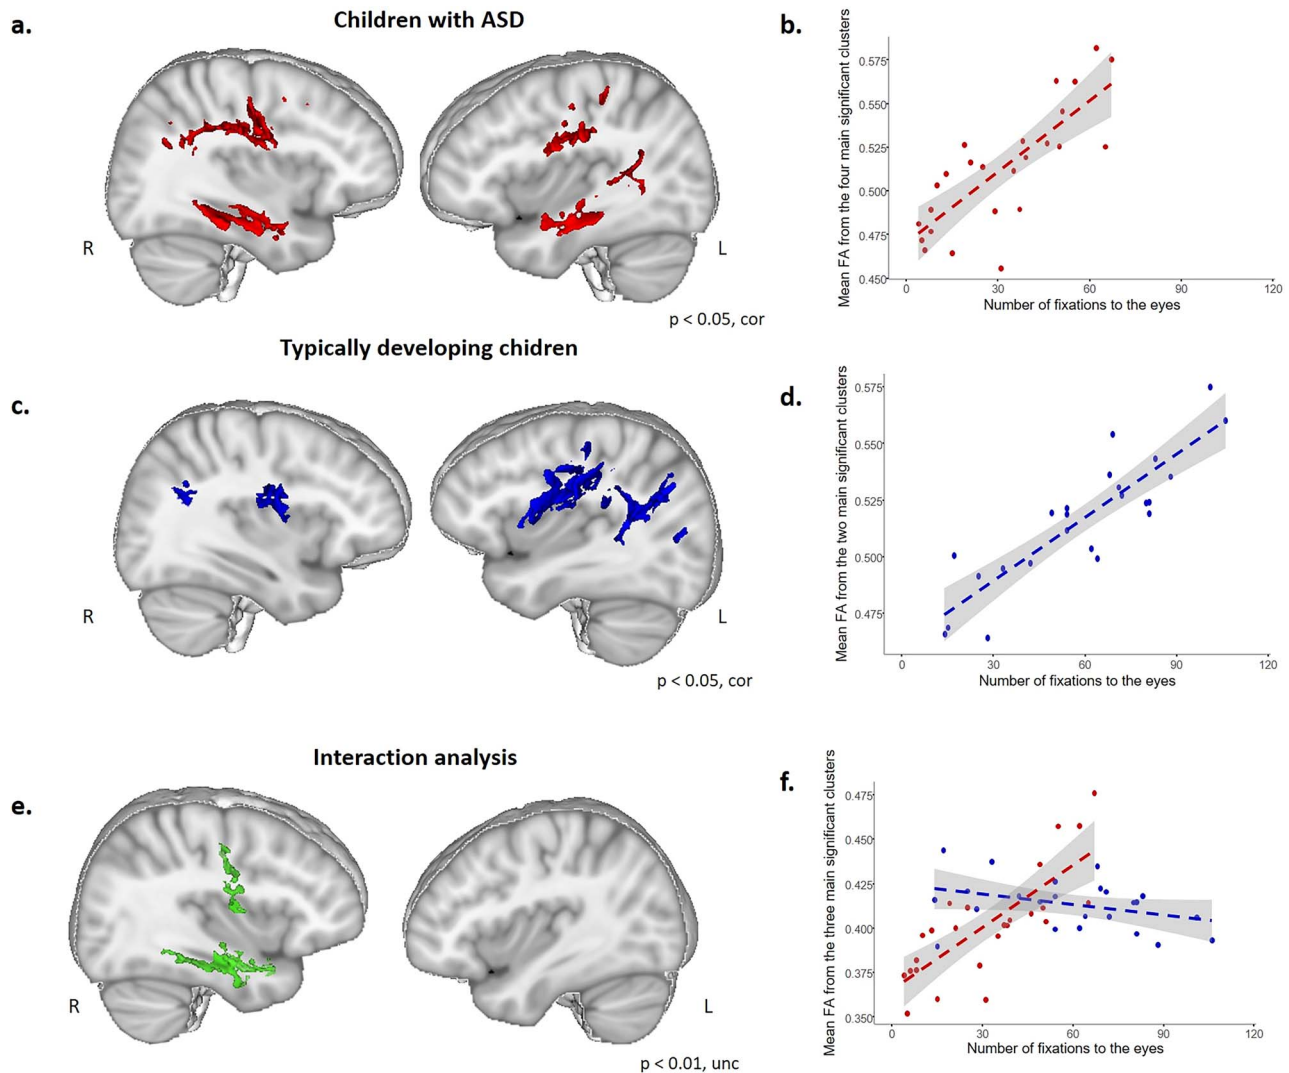 a.
Children with ASD
R
L
p < 0.05, cor
b.
Mean FA from the four main significant clusters
0.575
0.550
0.525
0.500
0.475
0.450
0
30
60
90
120
Number of fixations to the eyes
Typically developing chidren
c.
R
L
p < 0.05, cor
d.
Mean FA from the two main significant clusters
0.575
0.550
0.525
0.500
0.475
0
30
60
90
120
Number of fixations to the eyes
Interaction analysis
e.
R
L
p < 0.01, unc
f.
Mean FA from the three main significant clusters
0.475
0.450
0.425
0.400
0.375
0.350
0
30
60
90
120
Number of fixations to the eyes